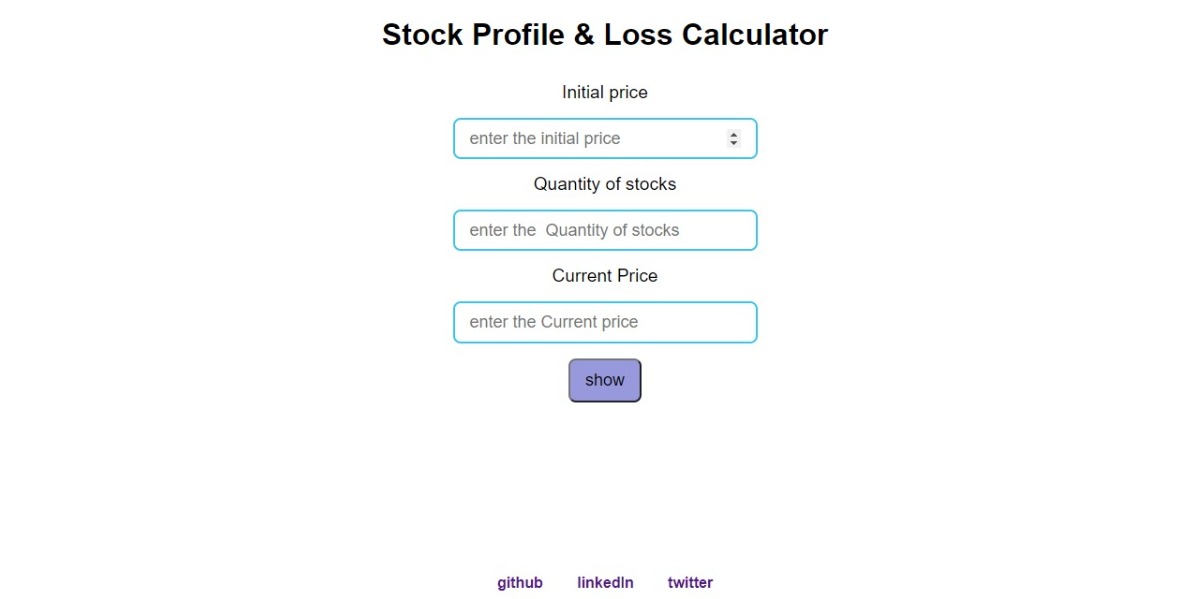 Stock Profile & Loss Calculator
Initial price
enter the initial price
Quantity of stocks
enter the  Quantity of stocks
Current Price
enter the Current price
show
github linkedIn twitter